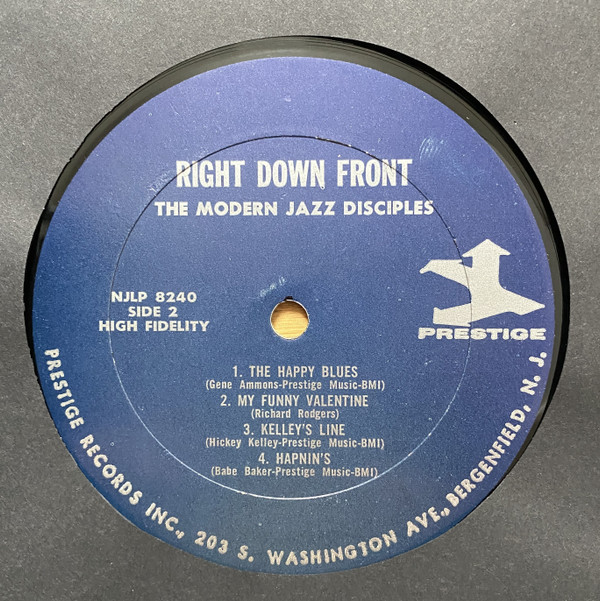 RIGHT DOWN FRONT
THE MODERN JAZZ DISCIPLES
NJLP 8240
SIDE 2
HIGH FIDELITY
PRESTIGE
1. THE HAPPY BLUES
(Gene Ammons-Prestige Music-BMI)
2. MY FUNNY VALENTINE
(Richard Rodgers)
3. KELLEY'S LINE
(Hickey Kelley-Prestige Music-BMI)
4. HAPNIN'S
(Babe Baker-Prestige Music-BMI)
PRESTIGE RECORDS INC., 203 S. WASHINGTON AVE., BERGENFIELD, N. J.